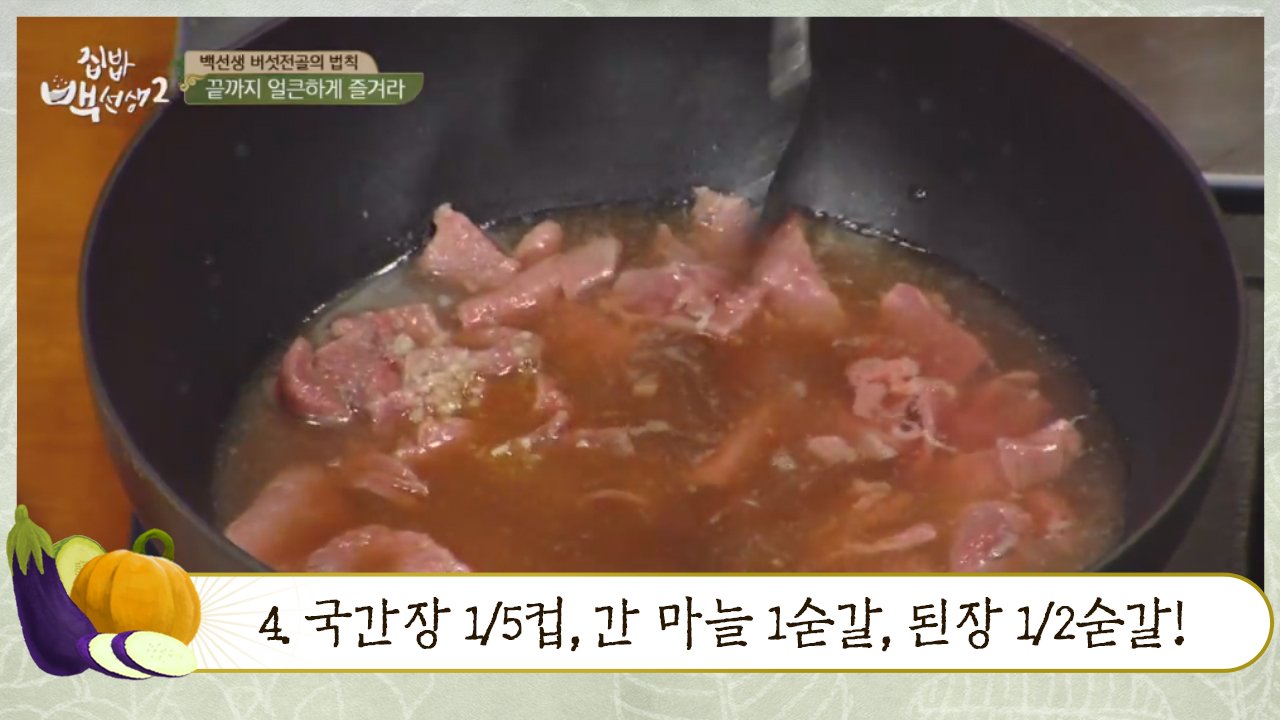 집밥
백선생2
백선생 버섯전골의 법칙
끝까지 얼큰하게 즐겨라
4. 국간장 1/5컵, 간 마늘 1숟갈, 된장 1/2숟갈!